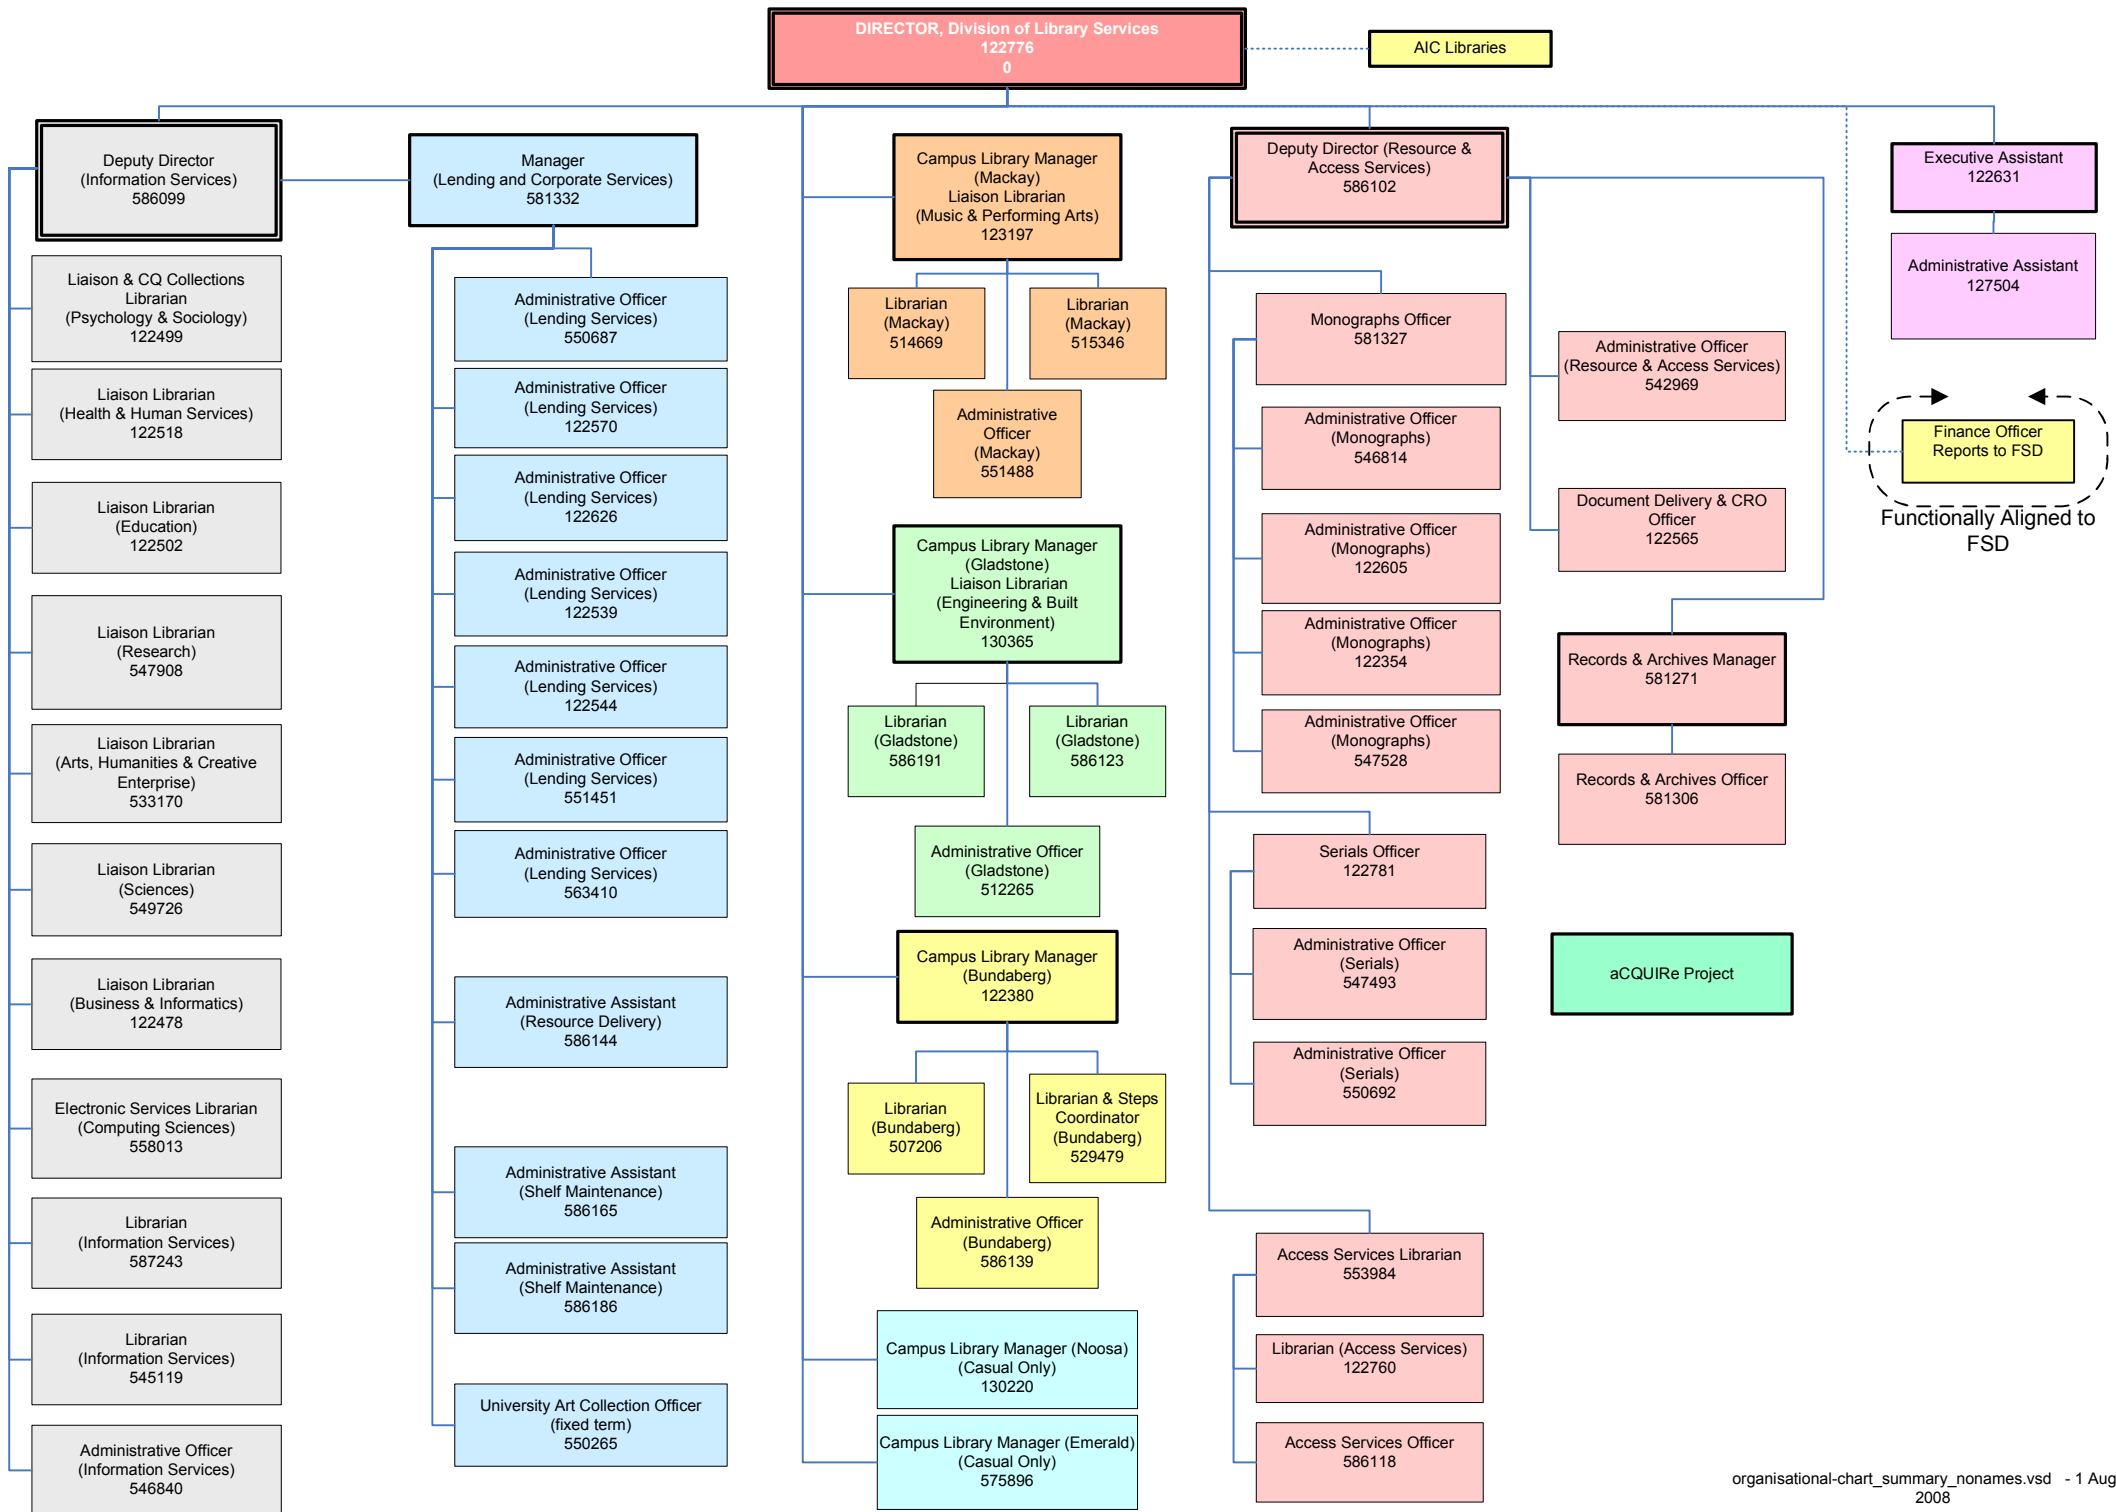 DIRECTOR, Division of Library Services
122776
0
AIC Libraries
Deputy Director
(Information Services)
586099
Liaison & CQ Collections
Librarian
(Psychology & Sociology)
122499
Liaison Librarian
(Health & Human Services)
122518
Liaison Librarian
(Education)
122502
Liaison Librarian
(Research)
547908
Liaison Librarian
(Arts, Humanities & Creative
Enterprise)
533170
Liaison Librarian
(Sciences)
549726
Liaison Librarian
(Business & Informatics)
122478
Electronic Services Librarian
(Computing Sciences)
558013
Librarian
(Information Services)
587243
Librarian
(Information Services)
545119
Administrative Officer
(Information Services)
546840
Manager
(Lending and Corporate Services)
581332
Administrative Officer
(Lending Services)
550687
Administrative Officer
(Lending Services)
122570
Administrative Officer
(Lending Services)
122626
Administrative Officer
(Lending Services)
122539
Administrative Officer
(Lending Services)
122544
Administrative Officer
(Lending Services)
551451
Administrative Officer
(Lending Services)
563410
Administrative Assistant
(Resource Delivery)
586144
Administrative Assistant
(Shelf Maintenance)
586165
Administrative Assistant
(Shelf Maintenance)
586186
University Art Collection Officer
(fixed term)
550265
Campus Library Manager
(Mackay)
Liaison Librarian
(Music & Performing Arts)
123197
Librarian
(Mackay)
514669
Librarian
(Mackay)
515346
Administrative
Officer
(Mackay)
551488
Campus Library Manager
(Gladstone)
Liaison Librarian
(Engineering & Built
Environment)
130365
Librarian
(Gladstone)
586191
Librarian
(Gladstone)
586123
Administrative Officer
(Gladstone)
512265
Campus Library Manager
(Bundaberg)
122380
Librarian
(Bundaberg)
507206
Librarian & Steps
Coordinator
(Bundaberg)
529479
Administrative Officer
(Bundaberg)
586139
Campus Library Manager (Noosa)
(Casual Only)
130220
Campus Library Manager (Emerald)
(Casual Only)
575896
Deputy Director (Resource &
Access Services)
586102
Monographs Officer
581327
Administrative Officer
(Monographs)
546814
Administrative Officer
(Monographs)
122605
Administrative Officer
(Monographs)
122354
Administrative Officer
(Monographs)
547528
Serials Officer
122781
Administrative Officer
(Serials)
547493
Administrative Officer
(Serials)
550692
Access Services Librarian
553984
Librarian (Access Services)
122760
Access Services Officer
586118
Administrative Officer
(Resource & Access Services)
542969
Document Delivery & CRO
Officer
122565
Records & Archives Manager
581271
Records & Archives Officer
581306
aCQUIRe Project
Executive Assistant
122631
Administrative Assistant
127504
Finance Officer
Reports to FSD
Functionally Aligned to
FSD
organisational-chart_summary_nonames.vsd - 1 Aug
2008